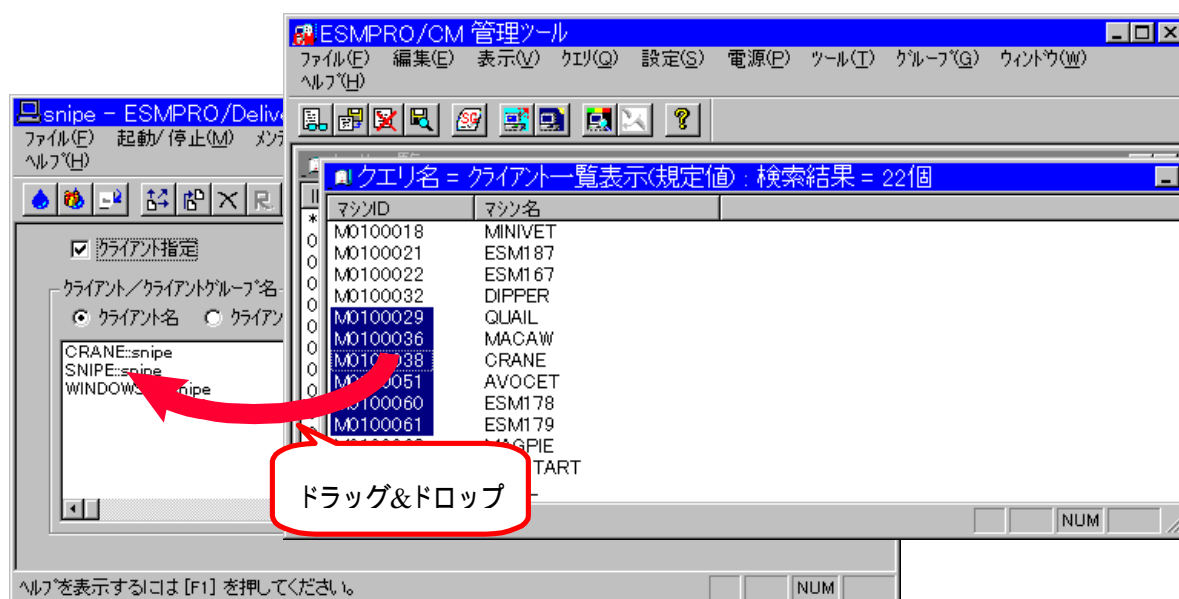 ESMPRO/CM 管理ツール
ファイル(F) 編集(E) 表示(V) クエリ(Q) 設定(S) 電源(P) ツール(T) グループ(G) ウィンドウ(W)
ヘルプ(H)
クエリ名 = クライアント一覧表示(規定値) : 検索結果 = 22個
マシンID マシン名
M0100018 MINIVET
M0100021 ESM187
M0100022 ESM167
M0100032 DIPPER
M0100029 QUAIL
M0100036 MACAW
M0100038 CRANE
M0100051 AVOCET
M0100060 ESM178
M0100061 ESM179
MAGPIE
TART
NUM
snipe - ESMPRO/Deliv
ファイル(F) 起動/停止(M) メンテ
ヘルプ(H)
クライアント指定
クライアント/クライアントグループ名
クライアント名 クライアン
CRANE::snipe
SNIPE::snipe
WINDOWS nipe
ドラッグ&ドロップ
ヘルプを表示するには [F1] を押してください。
NUM